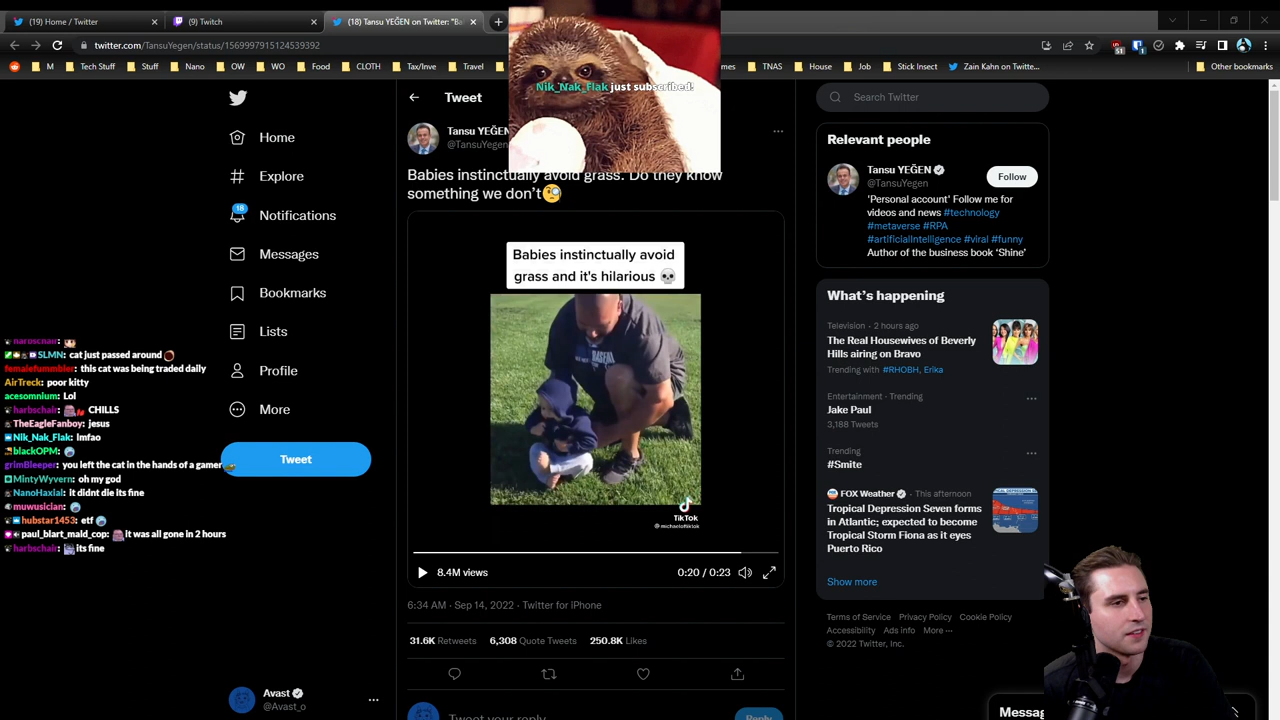 (19) Home / Twitter
(9) Twitch
(18) Tansu YEĞEN on Twitter: "Ba
twitter.com/TansuYegen/status/1569997915124539392
51
M
Tech Stuff
Stuff
Nano
OW
WO
Food
CLOTH
Tax/Inve
Travel
mes
TNAS
House
Job
Stick Insect
Zain Kahn on Twitter...
Other bookmarks
Nik_Nak_Flak just subscribed!
Home
Explore
18
Notifications
Messages
Bookmarks
Lists
Profile
More
Tweet
Avast
@Avast_o
harbschair:
SLMN: cat just passed around
femalefummbler: this cat was being traded daily
AirTreck: poor kitty
acesomnium: Lol
harbschair: CHILLS
TheEagleFanboy: jesus
Nik_Nak_Flak: lmfao
blackOPM:
grimBleeper: you left the cat in the hands of a gamer
MintyWyvern: oh my god
NanoHaxial: it didnt die its fine
muwusician:
hubstar1453: etf
paul_blart_mald_cop: it was all gone in 2 hours
harbschair: its fine
Tweet
Tansu YEĞEN
@TansuYegen
Babies instinctually avoid grass. Do they know
something we don't🧐
Babies instinctually avoid
grass and it's hilarious 💀
BASEBALL
TikTok
@michaeloftiktok
8.4M views
0:20 / 0:23
6:34 AM · Sep 14, 2022 · Twitter for iPhone
31.6K Retweets 6,308 Quote Tweets 250.8K Likes
Tweet your reply
Reply
Search Twitter
Relevant people
Tansu YEĞEN
@TansuYegen
Follow
'Personal account' Follow me for
videos and news #technology
#metaverse #RPA
#artificialIntelligence #viral #funny
Author of the business book 'Shine'
What's happening
Television · 2 hours ago
The Real Housewives of Beverly
Hills airing on Bravo
Trending with #RHOBH, Erika
Entertainment · Trending
Jake Paul
3,188 Tweets
Trending
#Smite
FOX Weather · This afternoon
Tropical Depression Seven forms
in Atlantic; expected to become
Tropical Storm Fiona as it eyes
Puerto Rico
Show more
Terms of Service Privacy Policy Cookie Policy
Accessibility Ads info More ···
© 2022 Twitter, Inc.
Messag